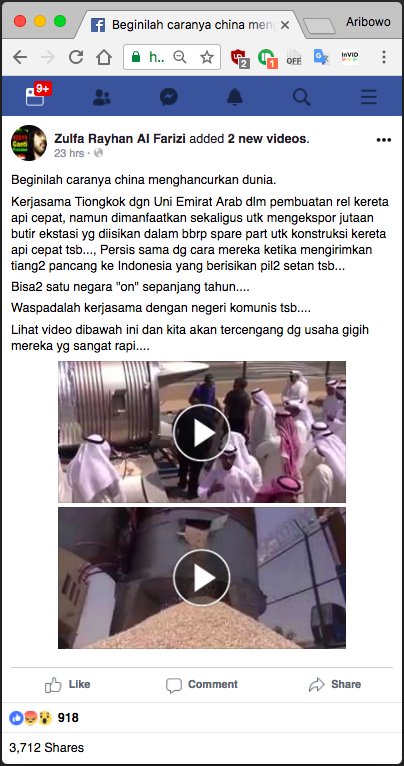 Beginilah caranya china meng
Aribowo
h..
2
1
OFF
InVID
9+
Zulfa Rayhan Al Farizi added 2 new videos.
23 hrs ·
Beginilah caranya china menghancurkan dunia.
Kerjasama Tiongkok dgn Uni Emirat Arab dlm pembuatan rel kereta
api cepat, namun dimanfaatkan sekaligus utk mengekspor jutaan
butir ekstasi yg diisikan dalam bbrp spare part utk konstruksi kereta
api cepat tsb..., Persis sama dg cara mereka ketika mengirimkan
tiang2 pancang ke Indonesia yang berisikan pil2 setan tsb...
Bisa2 satu negara "on" sepanjang tahun....
Waspadalah kerjasama dengan negeri komunis tsb....
Lihat video dibawah ini dan kita akan tercengang dg usaha gigih
mereka yg sangat rapi....
Like
Comment
Share
918
3,712 Shares